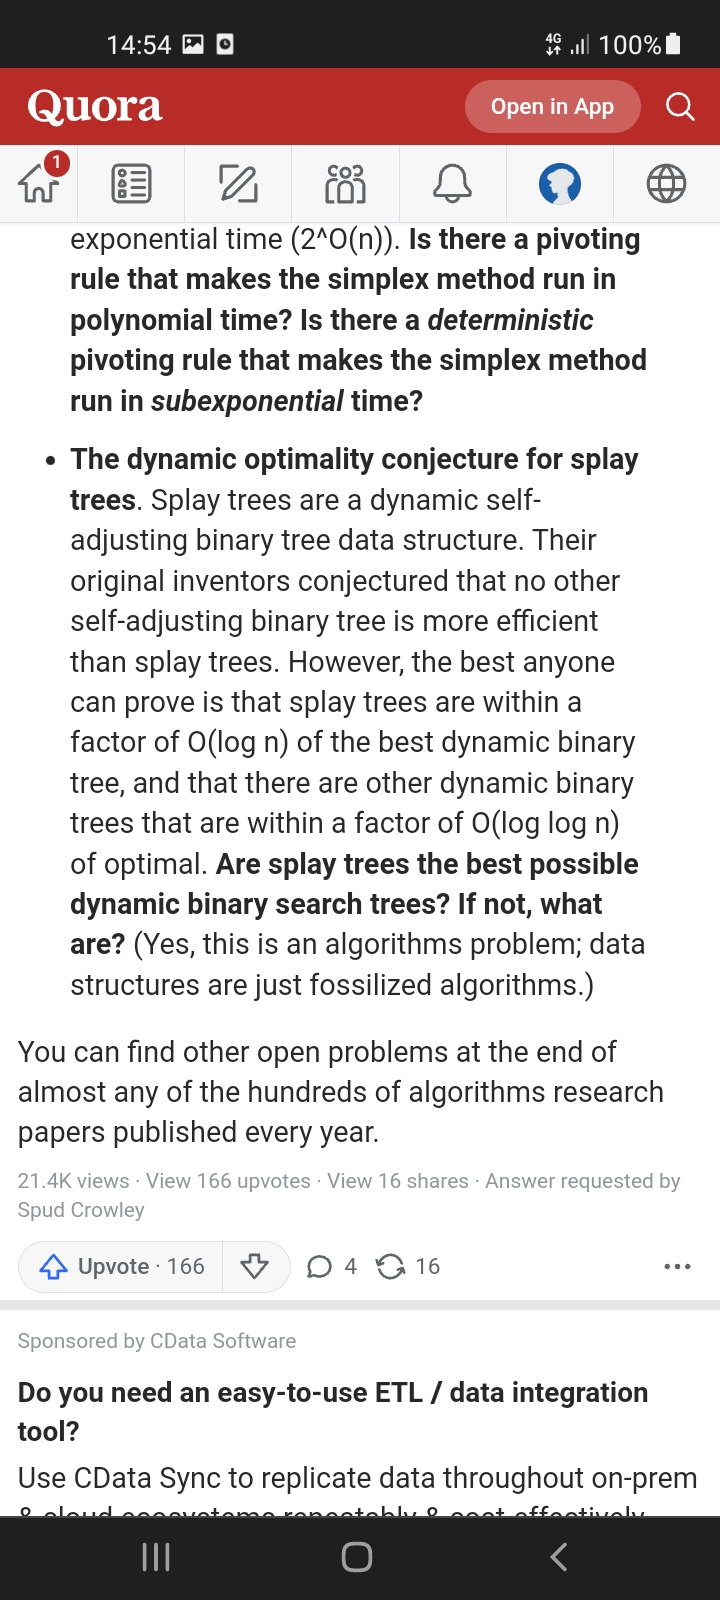 14:54
4G 100%
Quora
Open in App
1
exponential time (2^O(n)). Is there a pivoting
rule that makes the simplex method run in
polynomial time? Is there a deterministic
pivoting rule that makes the simplex method
run in subexponential time?
• The dynamic optimality conjecture for splay
trees. Splay trees are a dynamic self-
adjusting binary tree data structure. Their
original inventors conjectured that no other
self-adjusting binary tree is more efficient
than splay trees. However, the best anyone
can prove is that splay trees are within a
factor of O(log n) of the best dynamic binary
tree, and that there are other dynamic binary
trees that are within a factor of O(log log n)
of optimal. Are splay trees the best possible
dynamic binary search trees? If not, what
are? (Yes, this is an algorithms problem; data
structures are just fossilized algorithms.)
You can find other open problems at the end of
almost any of the hundreds of algorithms research
papers published every year.
21.4K views · View 166 upvotes · View 16 shares · Answer requested by
Spud Crowley
Upvote · 166
4
16
Sponsored by CData Software
Do you need an easy-to-use ETL / data integration
tool?
Use CData Sync to replicate data throughout on-prem
& cloud ecosystems repeatably & cost-effectively